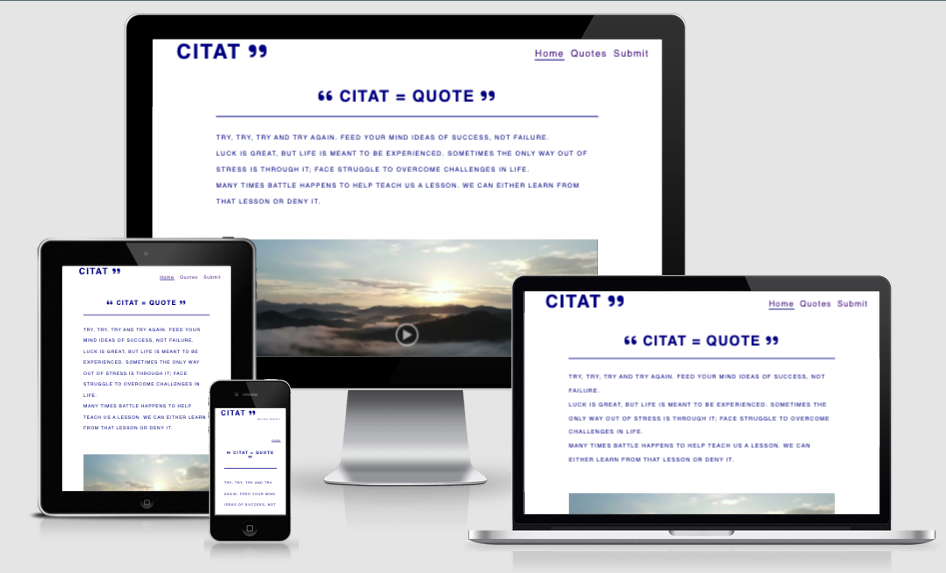 CITAT ”
Home Quotes Submit
“ CITAT = QUOTE ”
TRY, TRY, TRY AND TRY AGAIN. FEED YOUR MIND IDEAS OF SUCCESS, NOT FAILURE.
LUCK IS GREAT, BUT LIFE IS MEANT TO BE EXPERIENCED. SOMETIMES THE ONLY WAY OUT OF
STRESS IS THROUGH IT; FACE STRUGGLE TO OVERCOME CHALLENGES IN LIFE.
MANY TIMES BATTLE HAPPENS TO HELP TEACH US A LESSON. WE CAN EITHER LEARN FROM
THAT LESSON OR DENY IT.
CITAT ”
Home Quotes Submit
“ CITAT = QUOTE ”
TRY, TRY, TRY AND TRY AGAIN. FEED YOUR
MIND IDEAS OF SUCCESS, NOT FAILURE.
LUCK IS GREAT, BUT LIFE IS MEANT TO BE
EXPERIENCED. SOMETIMES THE ONLY WAY
OUT OF STRESS IS THROUGH IT; FACE
STRUGGLE TO OVERCOME CHALLENGES IN
LIFE.
MANY TIMES BATTLE HAPPENS TO HELP
TEACH US A LESSON. WE CAN EITHER LEARN
FROM THAT LESSON OR DENY IT.
CITAT ”
“ CITAT = QUOTE
”
TRY, TRY, TRY AND TRY
AGAIN. FEED YOUR MIND
IDEAS OF SUCCESS, NOT
CITAT ”
Home Quotes Submit
“ CITAT = QUOTE ”
TRY, TRY, TRY AND TRY AGAIN. FEED YOUR MIND IDEAS OF SUCCESS, NOT
FAILURE.
LUCK IS GREAT, BUT LIFE IS MEANT TO BE EXPERIENCED. SOMETIMES THE
ONLY WAY OUT OF STRESS IS THROUGH IT; FACE STRUGGLE TO OVERCOME
CHALLENGES IN LIFE.
MANY TIMES BATTLE HAPPENS TO HELP TEACH US A LESSON. WE CAN
EITHER LEARN FROM THAT LESSON OR DENY IT.